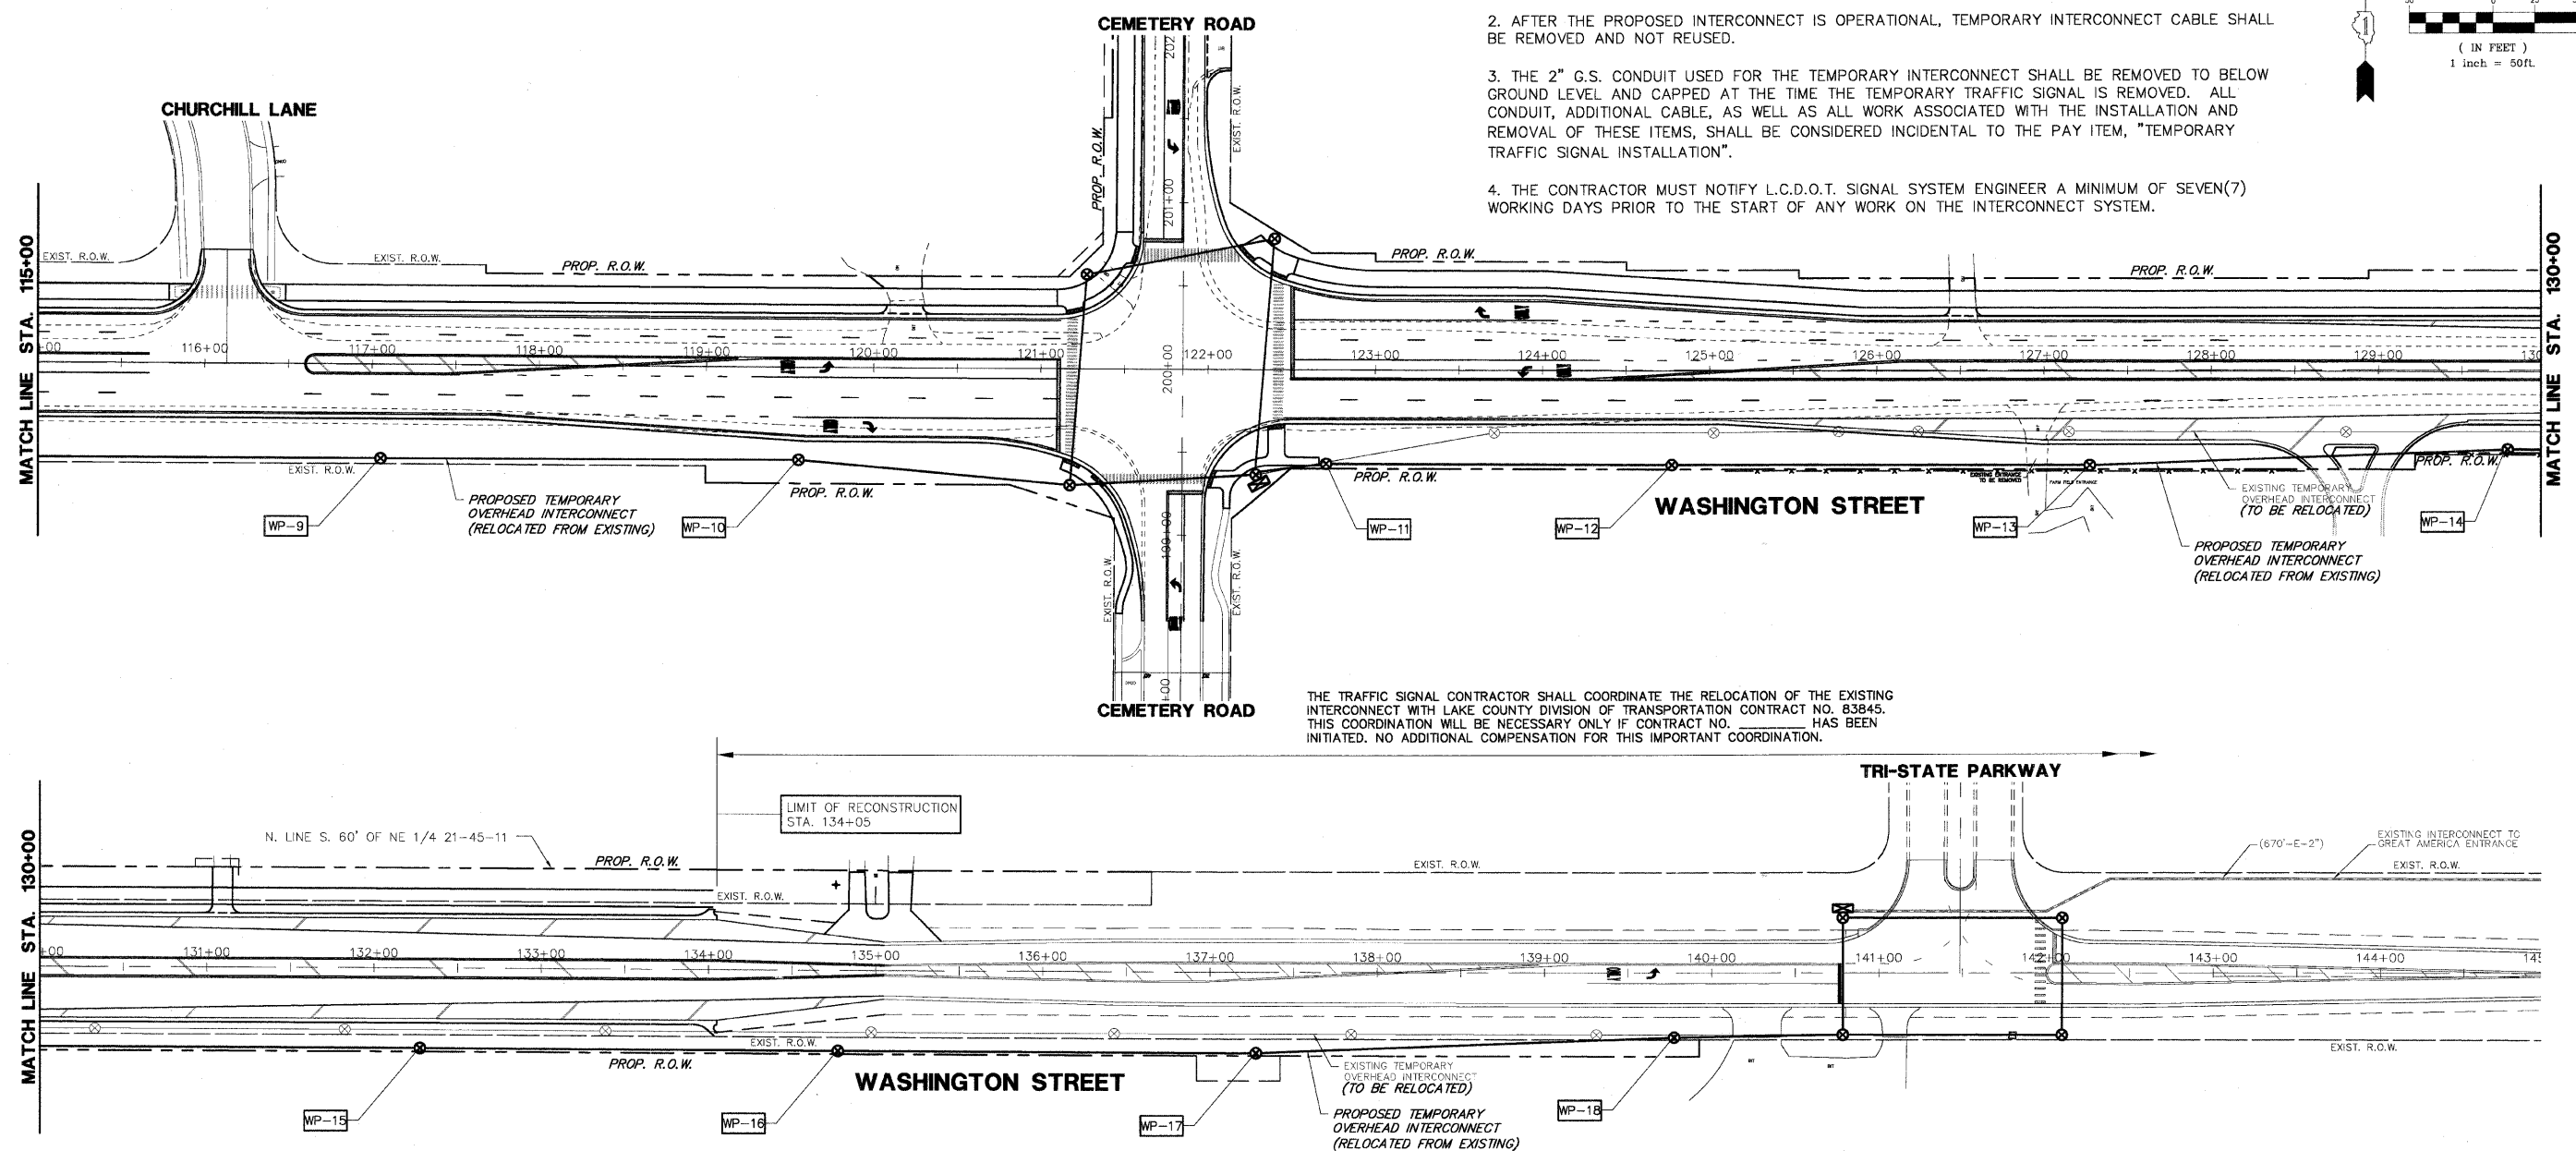 CEMETERY ROAD
2. AFTER THE PROPOSED INTERCONNECT IS OPERATIONAL, TEMPORARY INTERCONNECT CABLE SHALL
BE REMOVED AND NOT REUSED.
( IN FEET )
1 inch = 50ft.
3. THE 2" G.S. CONDUIT USED FOR THE TEMPORARY INTERCONNECT SHALL BE REMOVED TO BELOW
GROUND LEVEL AND CAPPED AT THE TIME THE TEMPORARY TRAFFIC SIGNAL IS REMOVED. ALL
CONDUIT, ADDITIONAL CABLE, AS WELL AS ALL WORK ASSOCIATED WITH THE INSTALLATION AND
REMOVAL OF THESE ITEMS, SHALL BE CONSIDERED INCIDENTAL TO THE PAY ITEM, "TEMPORARY
TRAFFIC SIGNAL INSTALLATION".
4. THE CONTRACTOR MUST NOTIFY L.C.D.O.T. SIGNAL SYSTEM ENGINEER A MINIMUM OF SEVEN(7)
WORKING DAYS PRIOR TO THE START OF ANY WORK ON THE INTERCONNECT SYSTEM.
CHURCHILL LANE
202
EXIST. R.O.W.
PROP. R.O.W.
201+00
MATCH LINE STA. 115+00
EXIST. R.O.W.
EXIST. R.O.W.
PROP. R.O.W.
PROP. R.O.W.
PROP. R.O.W.
MATCH LINE STA. 130+00
+00
116+00
117+00
118+00
119+00
120+00
121+00
200+00
122+00
123+00
124+00
125+00
126+00
127+00
128+00
129+00
130
EXIST. R.O.W.
PROP. R.O.W.
PROP. R.O.W.
PROP. R.O.W.
EXISTING ENTRANCE
TO BE REMOVED
FARM FIELD ENTRANCE
PROPOSED TEMPORARY
OVERHEAD INTERCONNECT
(RELOCATED FROM EXISTING)
WASHINGTON STREET
EXISTING TEMPORARY
OVERHEAD INTERCONNECT
(TO BE RELOCATED)
WP-9
WP-10
WP-11
WP-12
WP-13
WP-14
199+00
PROPOSED TEMPORARY
OVERHEAD INTERCONNECT
(RELOCATED FROM EXISTING)
EXIST. R.O.W.
EXIST. R.O.W.
+00
CEMETERY ROAD
THE TRAFFIC SIGNAL CONTRACTOR SHALL COORDINATE THE RELOCATION OF THE EXISTING
INTERCONNECT WITH LAKE COUNTY DIVISION OF TRANSPORTATION CONTRACT NO. 83845.
THIS COORDINATION WILL BE NECESSARY ONLY IF CONTRACT NO. ________ HAS BEEN
INITIATED. NO ADDITIONAL COMPENSATION FOR THIS IMPORTANT COORDINATION.
TRI-STATE PARKWAY
LIMIT OF RECONSTRUCTION
STA. 134+05
N. LINE S. 60' OF NE 1/4 21-45-11
(670'-E-2")
EXISTING INTERCONNECT TO
GREAT AMERICA ENTRANCE
PROP. R.O.W.
EXIST. R.O.W.
EXIST. R.O.W.
EXIST. R.O.W.
MATCH LINE STA. 130+00
+00
131+00
132+00
133+00
134+00
135+00
136+00
137+00
138+00
139+00
140+00
141+00
142+00
143+00
144+00
145
EXIST. R.O.W.
EXIST. R.O.W.
PROP. R.O.W.
WASHINGTON STREET
EXISTING TEMPORARY
OVERHEAD INTERCONNECT
(TO BE RELOCATED)
PROPOSED TEMPORARY
OVERHEAD INTERCONNECT
(RELOCATED FROM EXISTING)
WP-15
WP-16
WP-17
WP-18